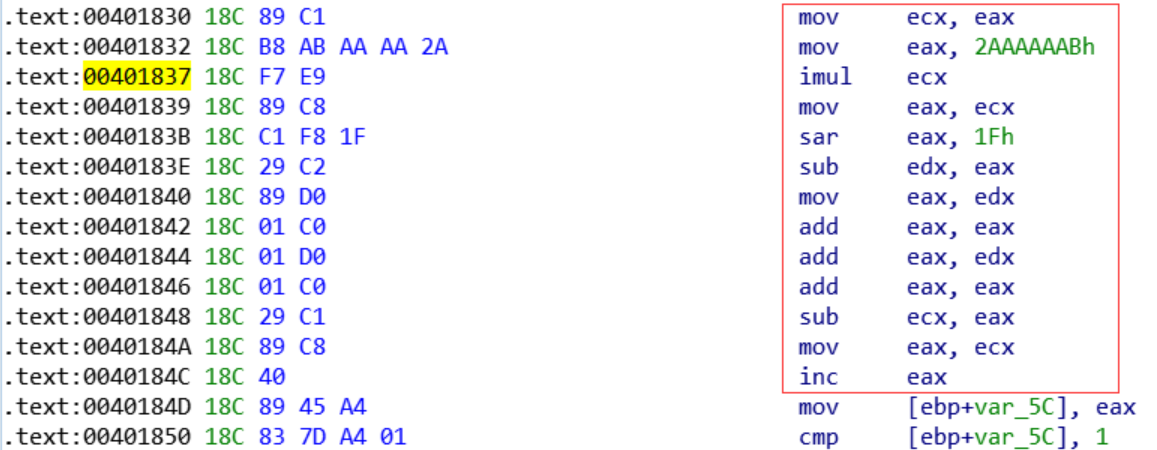 .text:00401830 18C 89 C1 mov ecx, eax
.text:00401832 18C B8 AB AA AA 2A mov eax, 2AAAAAABh
.text:00401837 18C F7 E9 imul ecx
.text:00401839 18C 89 C8 mov eax, ecx
.text:0040183B 18C C1 F8 1F sar eax, 1Fh
.text:0040183E 18C 29 C2 sub edx, eax
.text:00401840 18C 89 D0 mov eax, edx
.text:00401842 18C 01 C0 add eax, eax
.text:00401844 18C 01 D0 add eax, edx
.text:00401846 18C 01 C0 add eax, eax
.text:00401848 18C 29 C1 sub ecx, eax
.text:0040184A 18C 89 C8 mov eax, ecx
.text:0040184C 18C 40 inc eax
.text:0040184D 18C 89 45 A4 mov [ebp+var_5C], eax
.text:00401850 18C 83 7D A4 01 cmp [ebp+var_5C], 1